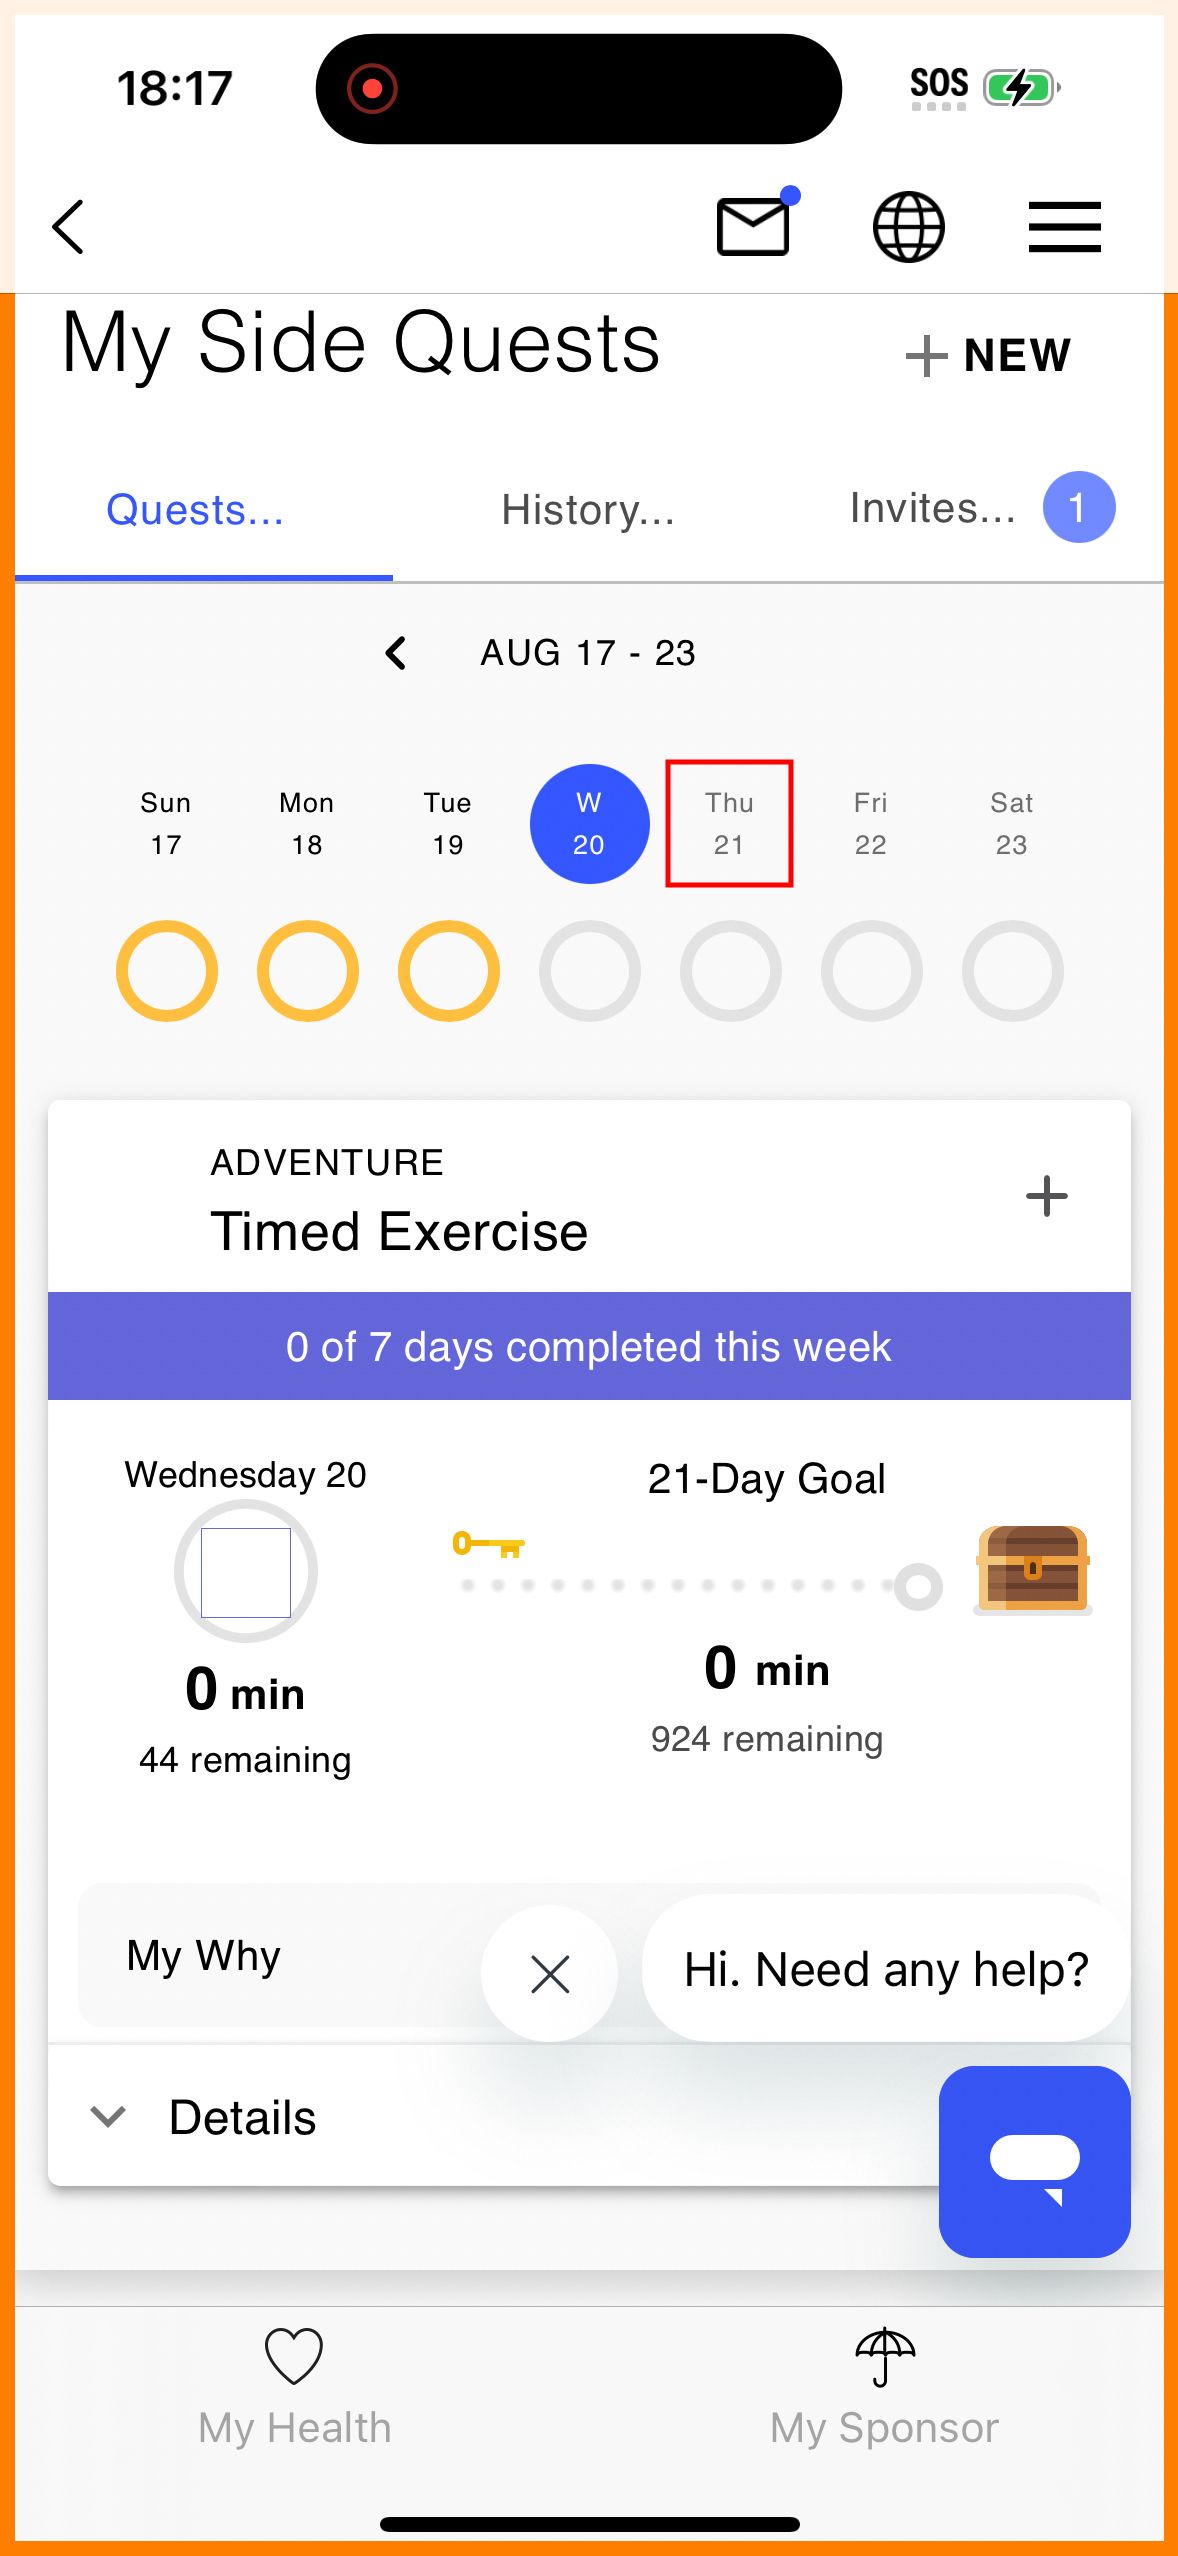 18:17
SOS
My Side Quests
NEW
Quests...
History...
Invites...
1
AUG 17 - 23
Sun
17
Mon
18
Tue
19
W
20
Thu
21
Fri
22
Sat
23
ADVENTURE
Timed Exercise
0 of 7 days completed this week
Wednesday 20
0 min
44 remaining
21-Day Goal
0 min
924 remaining
My Why
Hi. Need any help?
Details
My Health
My Sponsor